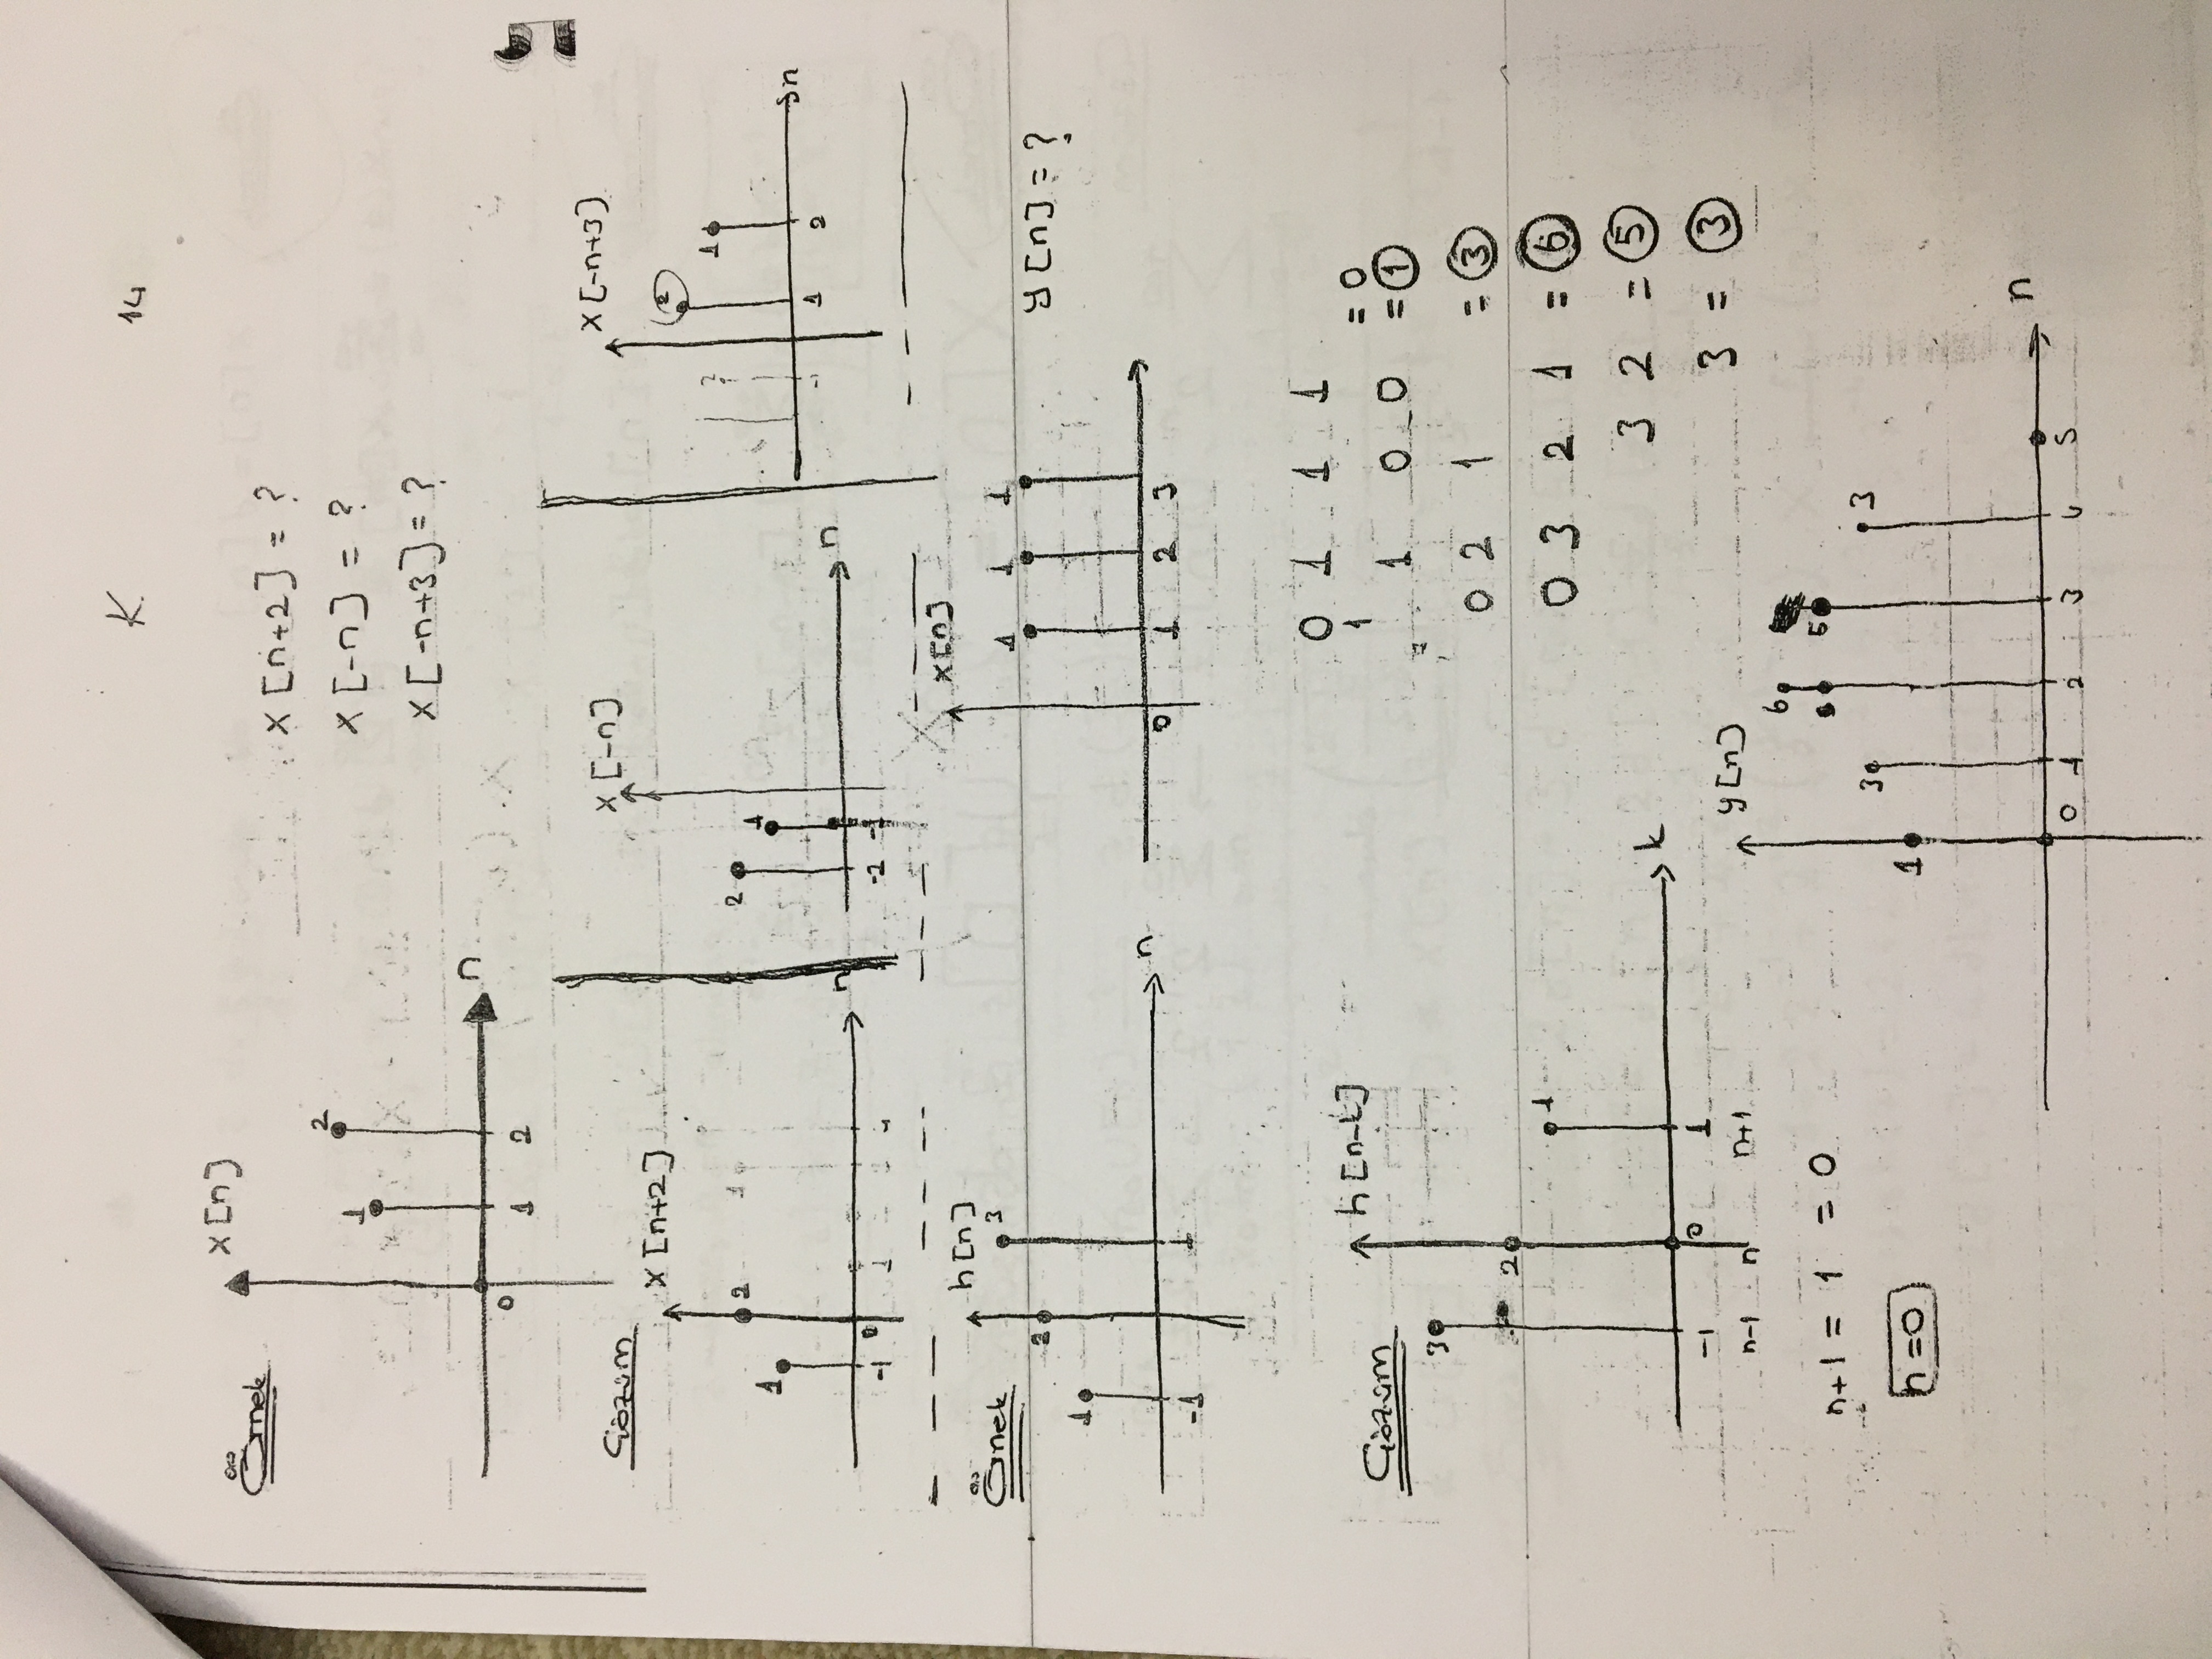 K. 14
Örnek
x[n]
x[n+2] = ?
x[-n] = ?
x[-n+3] = ?
1 2
n
0 1 2
Çözüm
x[n+2]
1 2
n
-1 0
x[-n]
2 1
n
-2 -1
x[-n+3]
2 1
n
1 2
Örnek
h[n]
1 2 3
n
-1 1
x[n]
1 1 1
0 1 2 3
y[n] = ?
Çözüm
h[n-k]
3 2 1
k
-1 0 1
n-1 n n+1
n+1 = 1 = 0
n=0
0 1 1 1
1 = 0
1 0 0 = 1
0 2 1 = 3
0 3 2 1 = 6
3 2 = 5
3 = 3
y[n]
1 3 6 5 3
n
0 1 2 3 4 5